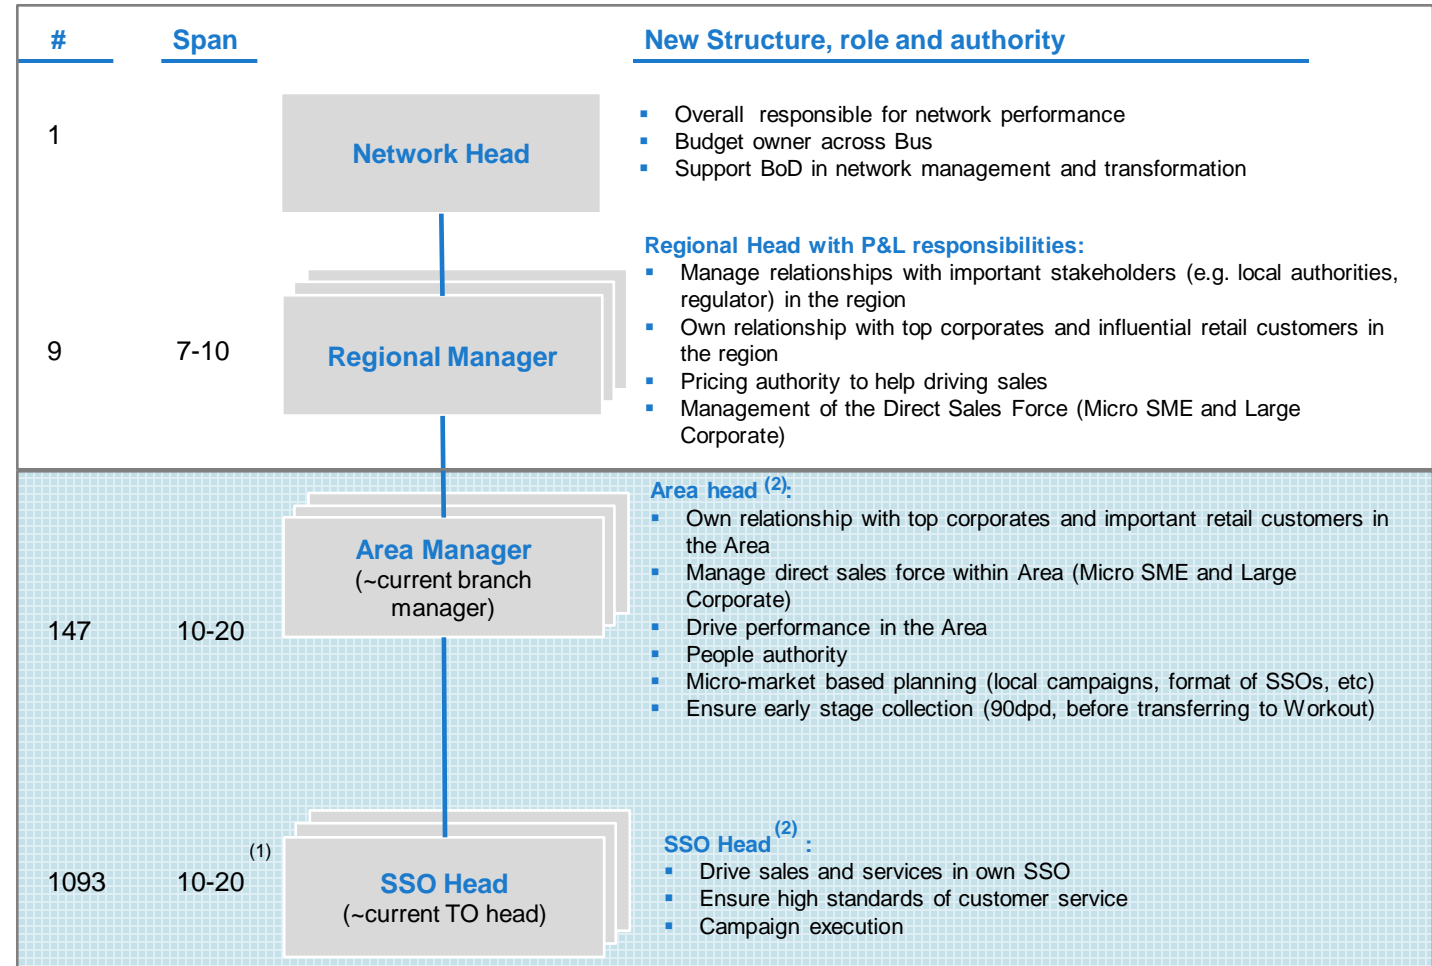 # Span New Structure, role and authority
1
Network Head
▪ Overall responsible for network performance
▪ Budget owner across Bus
▪ Support BoD in network management and transformation
9 7-10
Regional Manager
Regional Head with P&L responsibilities:
▪ Manage relationships with important stakeholders (e.g. local authorities,
regulator) in the region
▪ Own relationship with top corporates and influential retail customers in
the region
▪ Pricing authority to help driving sales
▪ Management of the Direct Sales Force (Micro SME and Large
Corporate)
147 10-20
Area Manager
(~current branch
manager)
Area head (2):
▪ Own relationship with top corporates and important retail customers in
the Area
▪ Manage direct sales force within Area (Micro SME and Large
Corporate)
▪ Drive performance in the Area
▪ People authority
▪ Micro-market based planning (local campaigns, format of SSOs, etc)
▪ Ensure early stage collection (90dpd, before transferring to Workout)
1093 10-20 (1)
SSO Head
(~current TO head)
SSO Head (2) :
▪ Drive sales and services in own SSO
▪ Ensure high standards of customer service
▪ Campaign execution